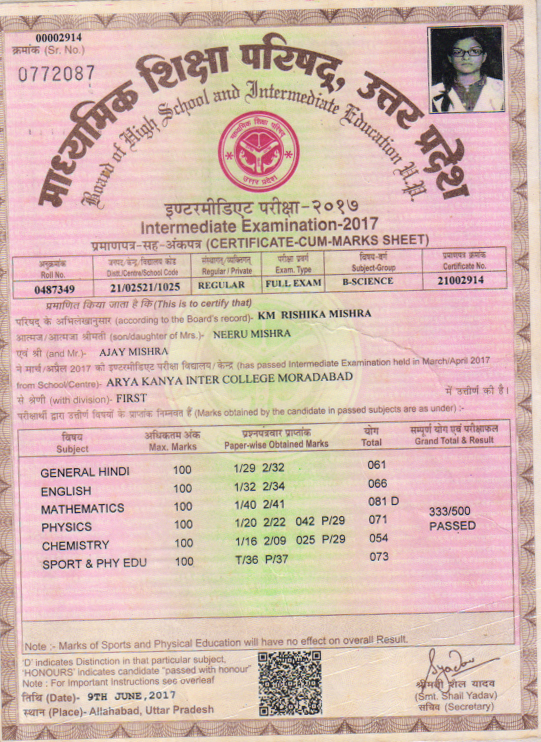 00002914
क्रमांक (Sr. No.)
0772087
माध्यमिक शिक्षा परिषद्, उत्तर प्रदेश
Board of High School and Intermediate Education U.P.
माध्यमिक शिक्षा परिषद्
उत्तर प्रदेश
इण्टरमीडिएट परीक्षा-२०१७
Intermediate Examination-2017
प्रमाणपत्र-सह-अंकपत्र (CERTIFICATE-CUM-MARKS SHEET)
अनुक्रमांक जनपद/केन्द्र/विद्यालय कोड संस्थागत/व्यक्तिगत परीक्षा प्रवर्ग विषय-वर्ग प्रमाणपत्र क्रमांक
Roll No. Distt./Centre/School Code Regular / Private Exam. Type Subject-Group Certificate No.
0487349 21/02521/1025 REGULAR FULL EXAM B-SCIENCE 21002914
प्रमाणित किया जाता है कि (This is to certify that)
परिषद् के अभिलेखानुसार (according to the Board's record)- KM RISHIKA MISHRA
आत्मज/आत्मजा श्रीमती (son/daughter of Mrs.)- NEERU MISHRA
एवं श्री (and Mr.)- AJAY MISHRA
ने मार्च/अप्रैल 2017 को इण्टरमीडिएट परीक्षा विद्यालय/केन्द्र (has passed Intermediate Examination held in March/April 2017
from School/Centre)- ARYA KANYA INTER COLLEGE MORADABAD
से श्रेणी (with division)- FIRST में उत्तीर्ण की है।
परीक्षार्थी द्वारा उत्तीर्ण विषयों के प्राप्तांक निम्नवत हैं (Marks obtained by the candidate in passed subjects are as under) :-
विषय अधिकतम अंक प्रश्नपत्रवार प्राप्तांक योग सम्पूर्ण योग एवं परीक्षाफल
Subject Max. Marks Paper-wise Obtained Marks Total Grand Total & Result
GENERAL HINDI 100 1/29 2/32 061
ENGLISH 100 1/32 2/34 066
MATHEMATICS 100 1/40 2/41 081 D
333/500
PHYSICS 100 1/20 2/22 042 P/29 071
PASSED
CHEMISTRY 100 1/16 2/09 025 P/29 054
SPORT & PHY EDU 100 T/36 P/37 073
Note :- Marks of Sports and Physical Education will have no effect on overall Result.
'D' indicates Distinction in that particular subject.
'HONOURS' indicates candidate "passed with honour"
Note : For Important Instructions see overleaf
तिथि (Date)- 9TH JUNE,2017
स्थान (Place)- Allahabad, Uttar Pradesh
Syadav
श्रीमती शैल यादव
(Smt. Shail Yadav)
सचिव (Secretary)